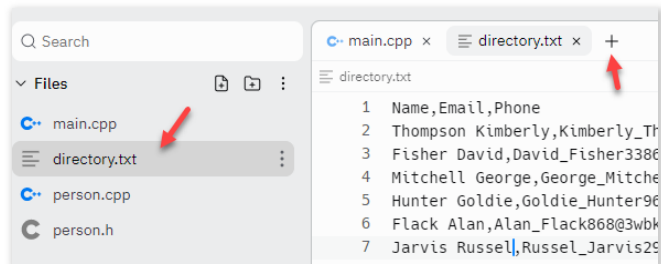 Search
Files
main.cpp
directory.txt
person.cpp
person.h
main.cpp × directory.txt × +
directory.txt
1 Name,Email,Phone
2 Thompson Kimberly,Kimberly_Th
3 Fisher David,David_Fisher3386
4 Mitchell George,George_Mitche
5 Hunter Goldie,Goldie_Hunter96
6 Flack Alan,Alan_Flack868@3wbk
7 Jarvis Russel,Russel_Jarvis29